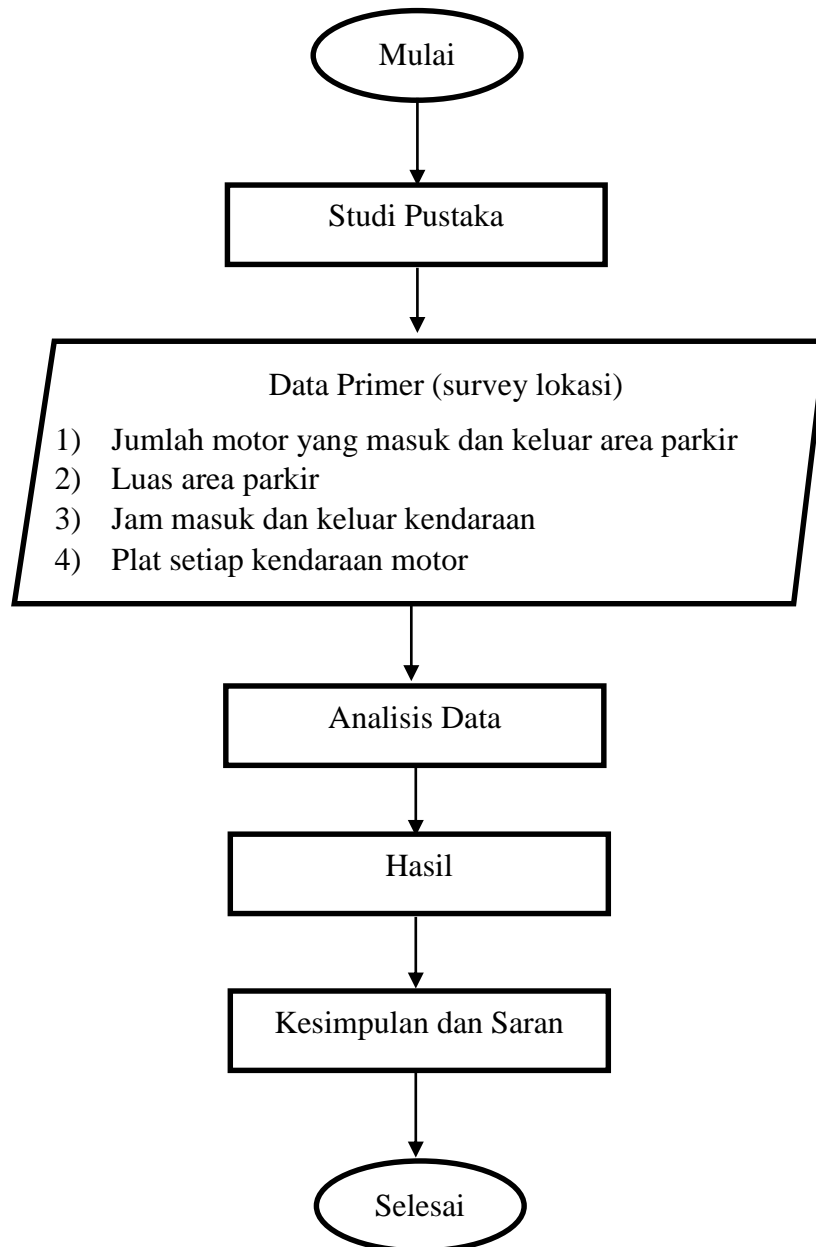 Mulai
Studi Pustaka
Data Primer (survey lokasi)
1) Jumlah motor yang masuk dan keluar area parkir
2) Luas area parkir
3) Jam masuk dan keluar kendaraan
4) Plat setiap kendaraan motor
Analisis Data
Hasil
Kesimpulan dan Saran
Selesai